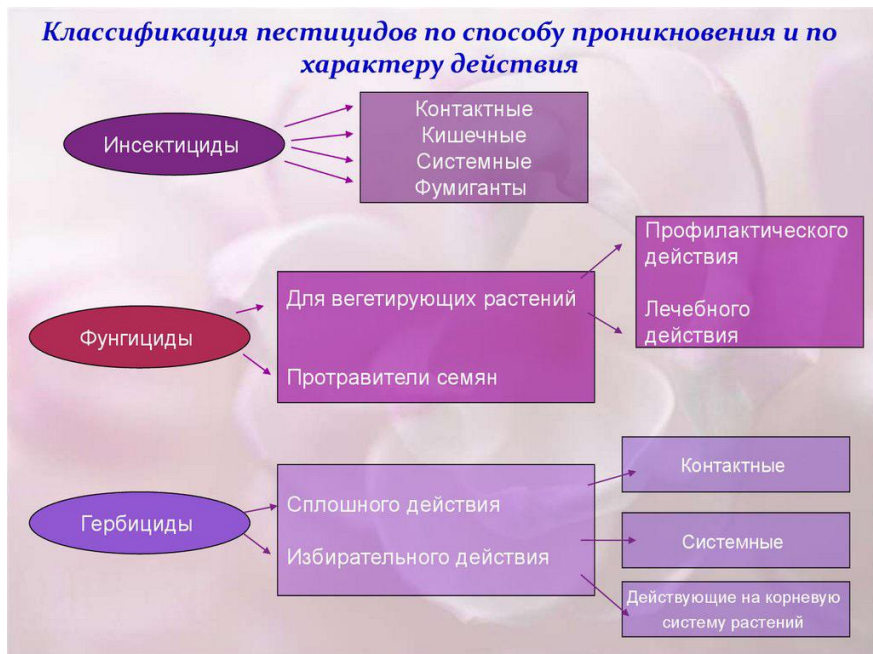 Классификация пестицидов по способу проникновения и по
характеру действия
Инсектициды
Контактные
Кишечные
Системные
Фумиганты
Фунгициды
Для вегетирующих растений
Протравители семян
Профилактического
действия
Лечебного
действия
Гербициды
Сплошного действия
Избирательного действия
Контактные
Системные
Действующие на корневую
систему растений